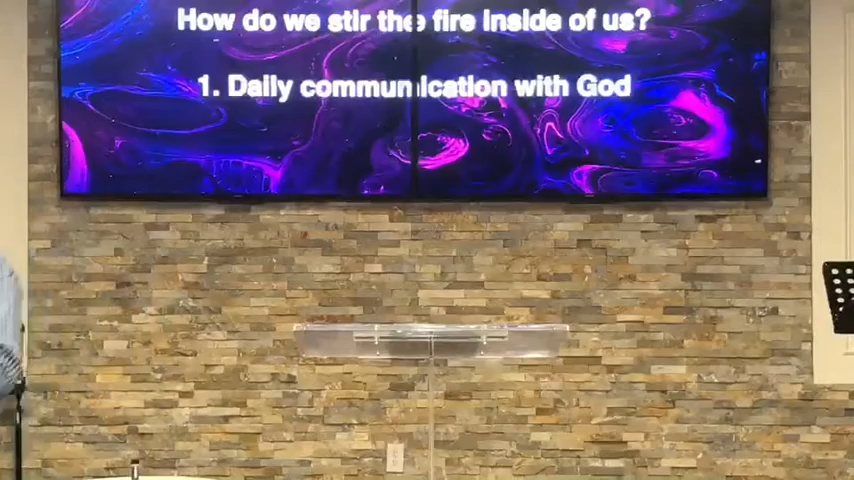 How do we stir the fire inside of us?
1. Daily communication with God